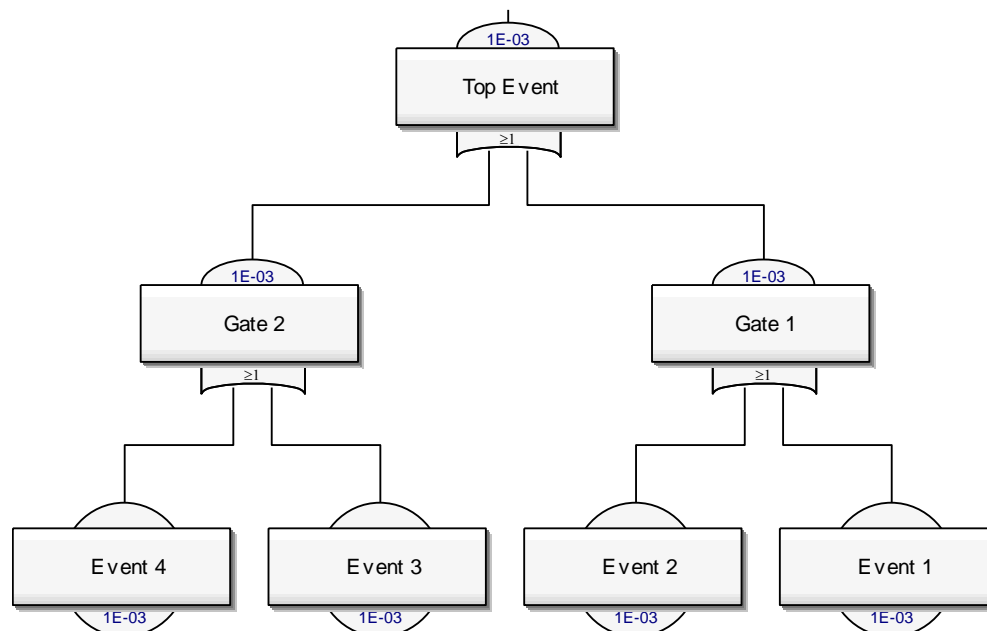 1E-03
Top Event
≥1
1E-03
1E-03
Gate 2
Gate 1
≥1
≥1
Event 4
Event 3
Event 2
Event 1
1E-03
1E-03
1E-03
1E-03